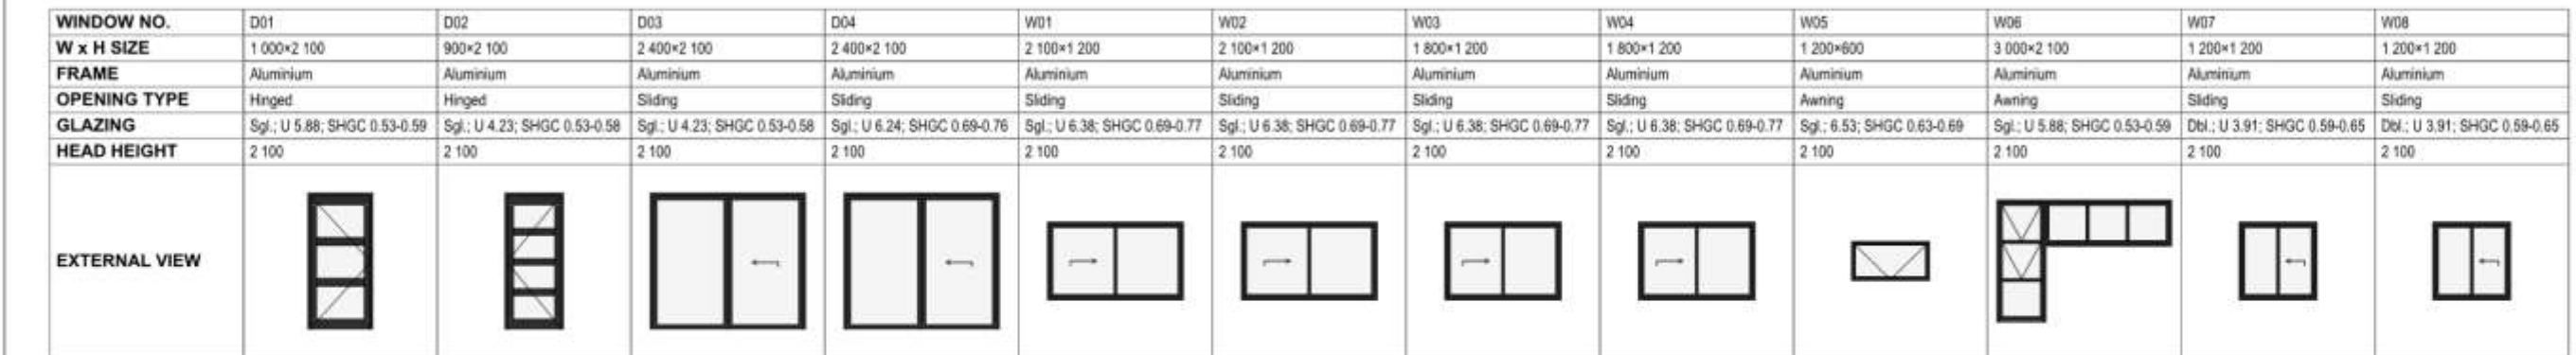 WINDOW NO. D01 D02 D03 D04 W01 W02 W03 W04 W05 W06 W07 W08
W x H SIZE 1 000×2 100 900×2 100 2 400×2 100 2 400×2 100 2 100×1 200 2 100×1 200 1 800×1 200 1 800×1 200 1 200×600 3 000×2 100 1 200×1 200 1 200×1 200
FRAME Aluminium Aluminium Aluminium Aluminium Aluminium Aluminium Aluminium Aluminium Aluminium Aluminium Aluminium Aluminium
OPENING TYPE Hinged Hinged Sliding Sliding Sliding Sliding Sliding Sliding Awning Awning Sliding Sliding
GLAZING Sgl.; U 5.88; SHGC 0.53-0.59 Sgl.; U 4.23; SHGC 0.53-0.58 Sgl.; U 4.23; SHGC 0.53-0.58 Sgl.; U 6.24; SHGC 0.69-0.76 Sgl.; U 6.38; SHGC 0.69-0.77 Sgl.; U 6.38; SHGC 0.69-0.77 Sgl.; U 6.38; SHGC 0.69-0.77 Sgl.; U 6.38; SHGC 0.69-0.77 Sgl.; 6.53; SHGC 0.63-0.69 Sgl.; U 5.88; SHGC 0.53-0.59 Dbl.; U 3.91; SHGC 0.59-0.65 Dbl.; U 3.91; SHGC 0.59-0.65
HEAD HEIGHT 2 100 2 100 2 100 2 100 2 100 2 100 2 100 2 100 2 100 2 100 2 100 2 100
EXTERNAL VIEW